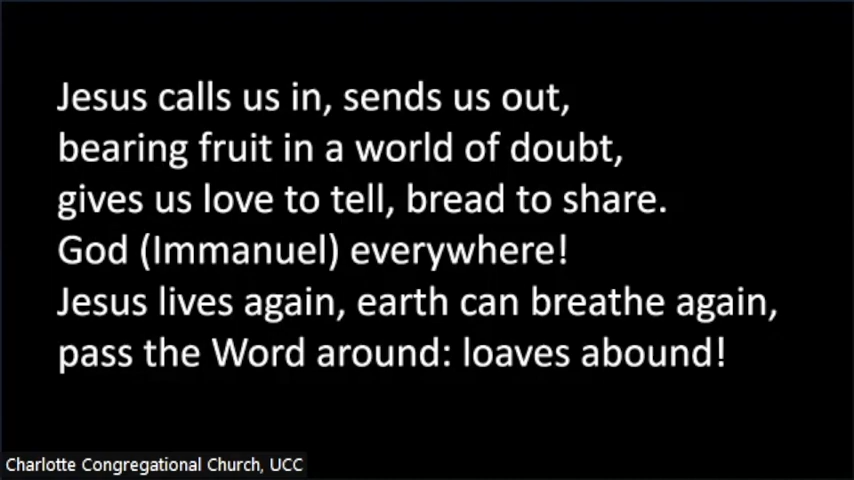 Jesus calls us in, sends us out,
bearing fruit in a world of doubt,
gives us love to tell, bread to share.
God (Immanuel) everywhere!
Jesus lives again, earth can breathe again,
pass the Word around: loaves abound!
Charlotte Congregational Church, UCC